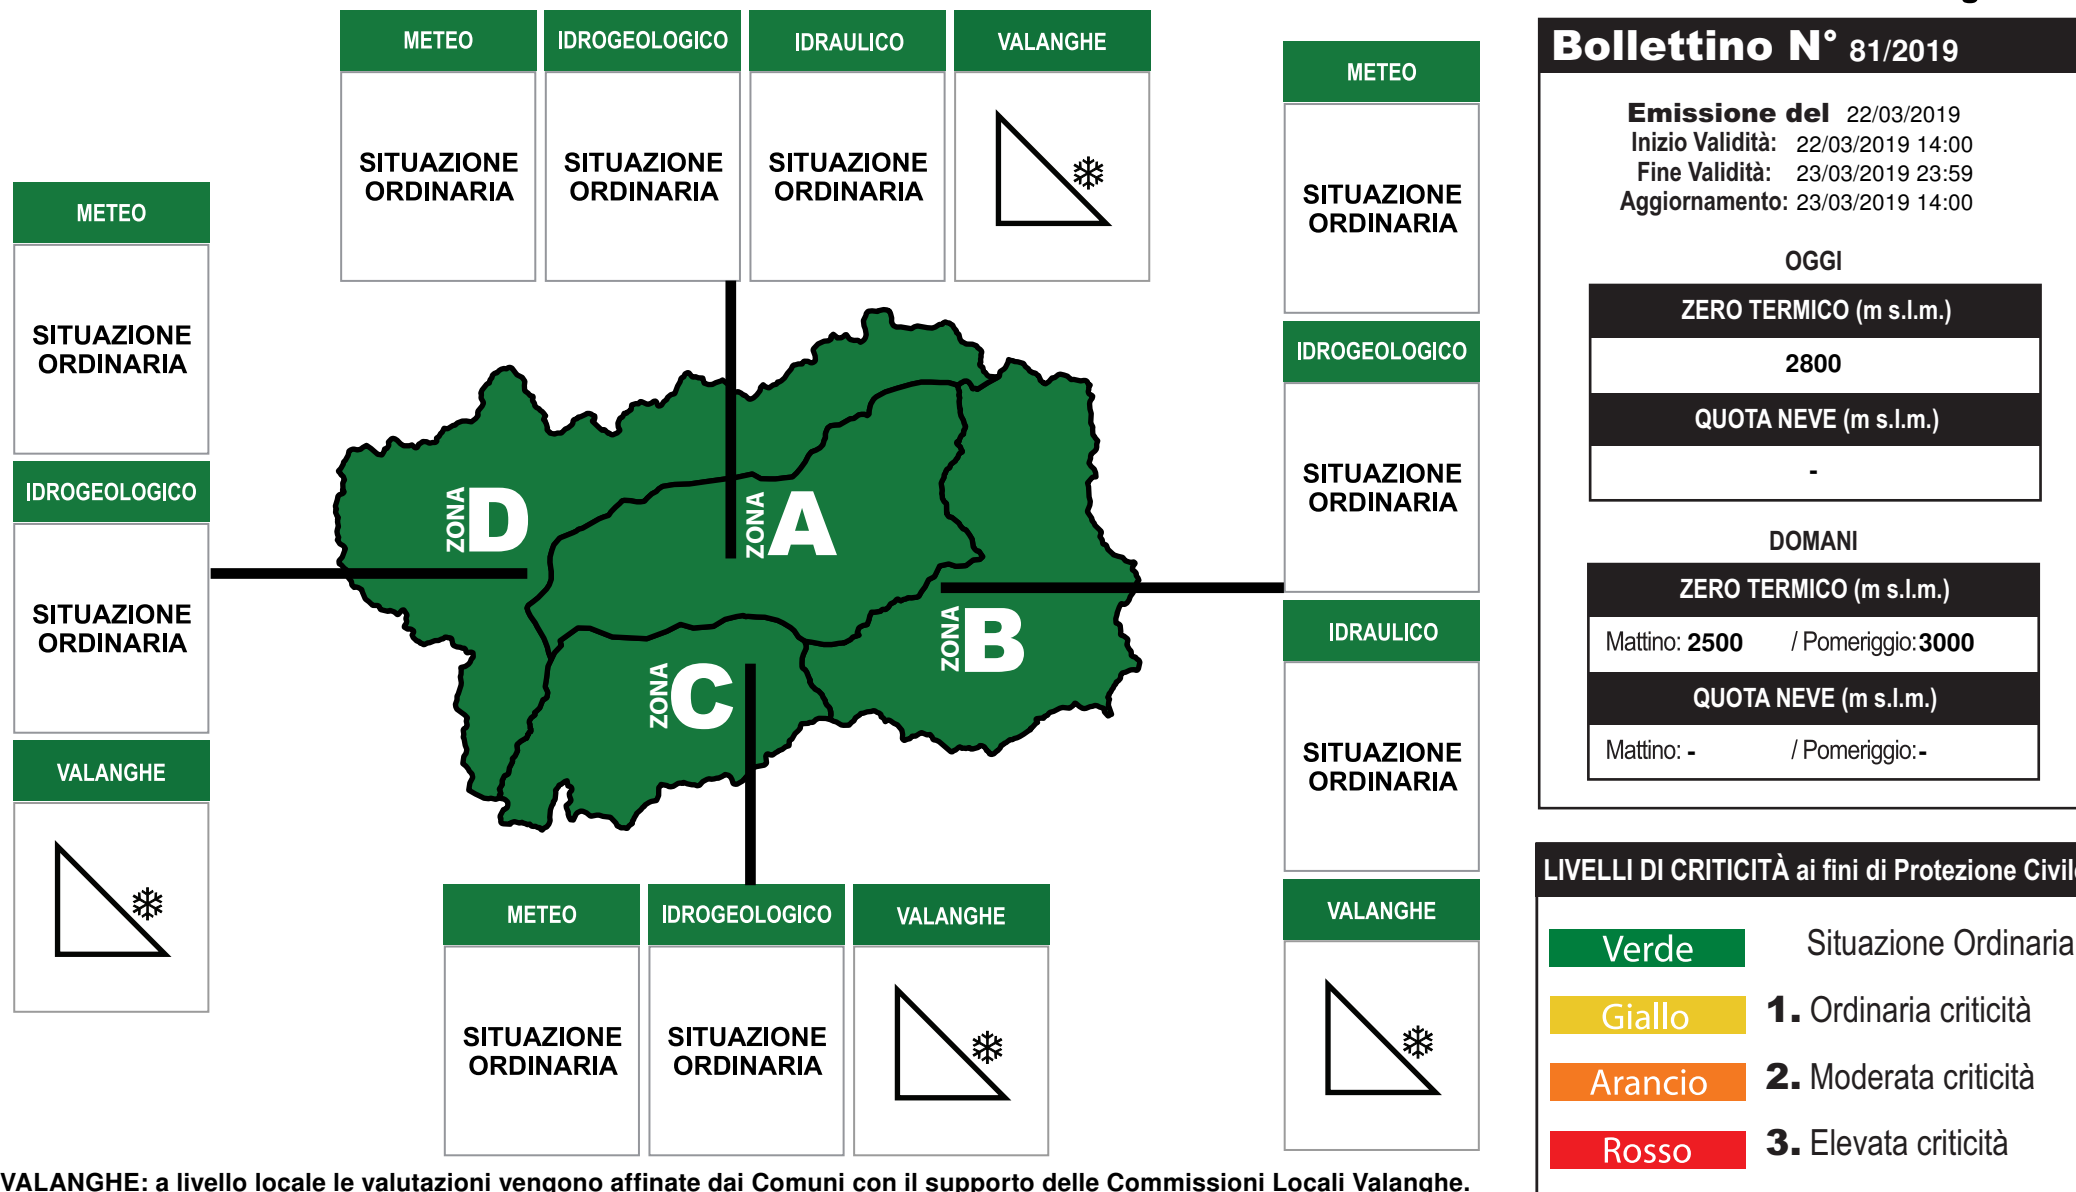 METEO
IDROGEOLOGICO
IDRAULICO
VALANGHE
SITUAZIONE
ORDINARIA
SITUAZIONE
ORDINARIA
SITUAZIONE
ORDINARIA
METEO
SITUAZIONE
ORDINARIA
IDROGEOLOGICO
SITUAZIONE
ORDINARIA
VALANGHE
ZONA D
ZONA A
ZONA B
ZONA C
METEO
SITUAZIONE
ORDINARIA
IDROGEOLOGICO
SITUAZIONE
ORDINARIA
IDRAULICO
SITUAZIONE
ORDINARIA
VALANGHE
METEO
IDROGEOLOGICO
VALANGHE
SITUAZIONE
ORDINARIA
SITUAZIONE
ORDINARIA
VALANGHE: a livello locale le valutazioni vengono affinate dai Comuni con il supporto delle Commissioni Locali Valanghe.
Bollettino N° 81/2019
Emissione del 22/03/2019
Inizio Validità: 22/03/2019 14:00
Fine Validità: 23/03/2019 23:59
Aggiornamento: 23/03/2019 14:00
OGGI
ZERO TERMICO (m s.l.m.)
2800
QUOTA NEVE (m s.l.m.)
-
DOMANI
ZERO TERMICO (m s.l.m.)
Mattino: 2500 / Pomeriggio: 3000
QUOTA NEVE (m s.l.m.)
Mattino: - / Pomeriggio: -
LIVELLI DI CRITICITÀ ai fini di Protezione Civile
Verde Situazione Ordinaria
Giallo 1. Ordinaria criticità
Arancio 2. Moderata criticità
Rosso 3. Elevata criticità